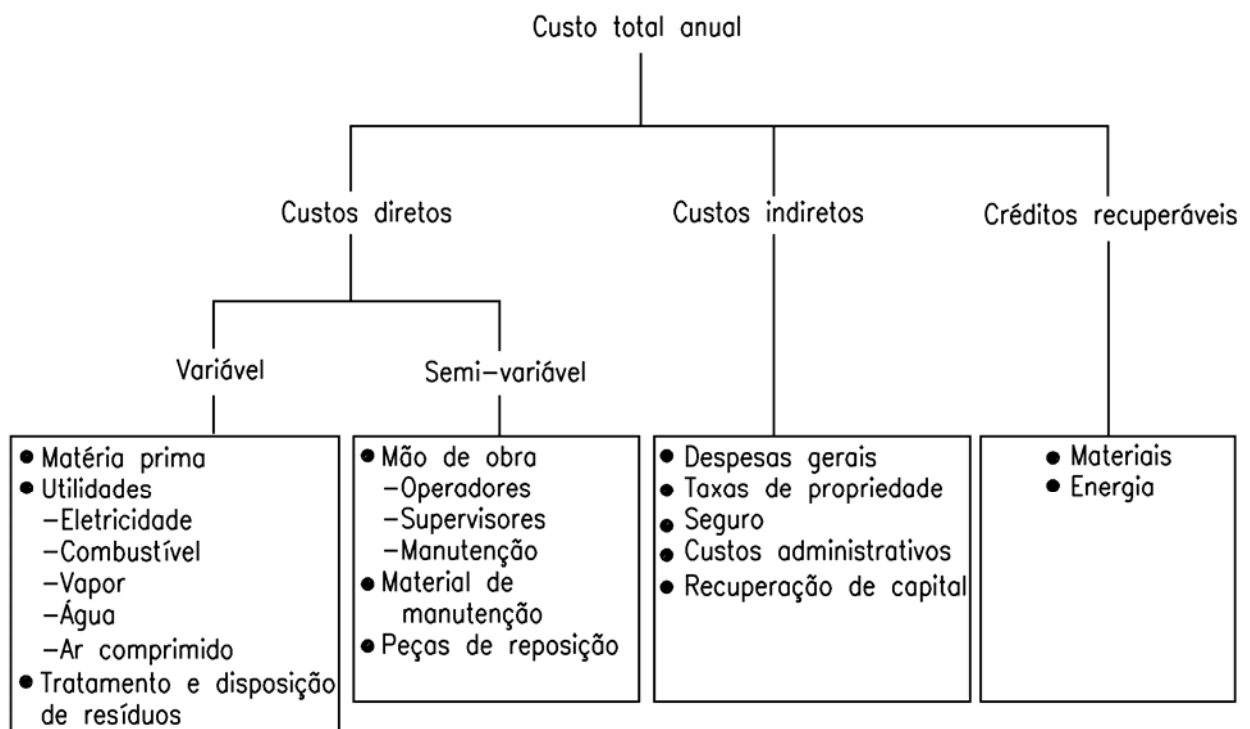 Custo total anual
Custos diretos
Custos indiretos
Créditos recuperáveis
Variável
Semi-variável
● Matéria prima
● Utilidades
-Eletricidade
-Combustível
-Vapor
-Água
-Ar comprimido
● Tratamento e disposição
de resíduos
● Mão de obra
-Operadores
-Supervisores
-Manutenção
● Material de
manutenção
● Peças de reposição
● Despesas gerais
● Taxas de propriedade
● Seguro
● Custos administrativos
● Recuperação de capital
● Materiais
● Energia